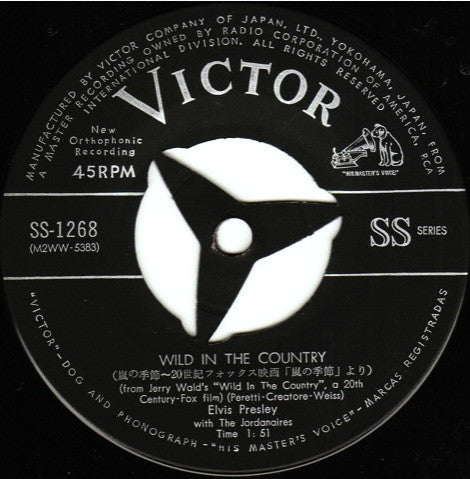 MANUFACTURED BY VICTOR COMPANY OF JAPAN, LTD., YOKOHAMA, JAPAN, FROM
A MASTER RECORDING OWNED BY RADIO CORPORATION OF AMERICA, RCA
INTERNATIONAL DIVISION. ALL RIGHTS RESERVED
VICTOR
New
Orthophonic
Recording
"HIS MASTER'S VOICE"
45RPM
SS-1268
(M2WW-5383)
SS SERIES
WILD IN THE COUNTRY
(嵐の季節〜20世紀フォックス映画「嵐の季節」より)
(from Jerry Wald's "Wild In The Country", a 20th
Century-Fox film) (Peretti-Creatore-Weiss)
Elvis Presley
with The Jordanaires
Time 1: 51
"VICTOR"-DOG AND PHONOGRAPH-"HIS MASTER'S VOICE"-MARCAS REGISTRADAS